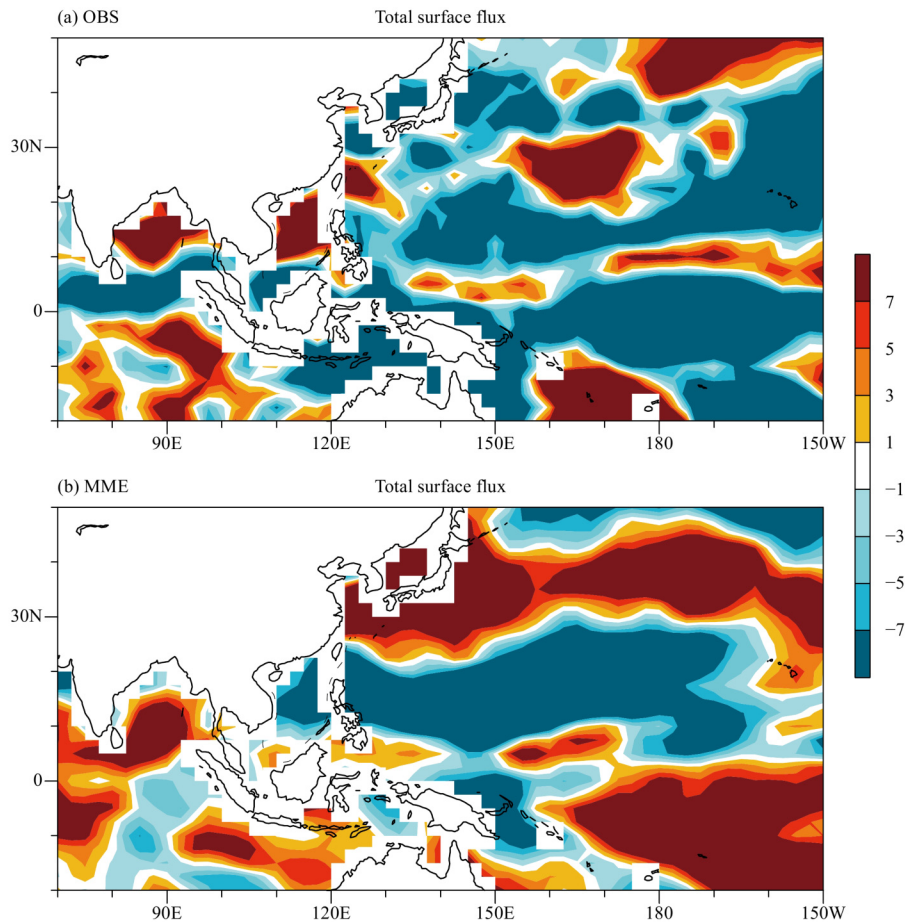 (a) OBS Total surface flux
30N
0
90E 120E 150E 180 150W
7
5
3
1
−1
−3
−5
−7
(b) MME Total surface flux
30N
0
90E 120E 150E 180 150W